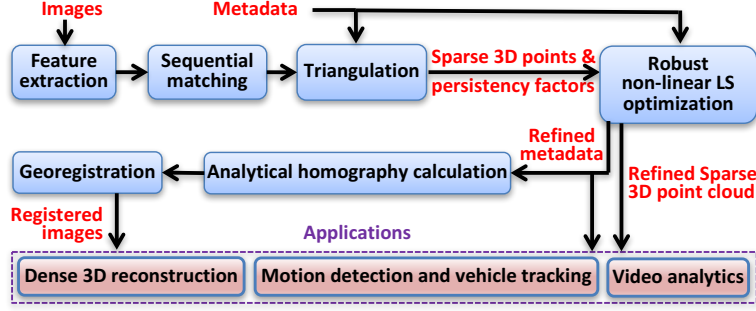 Images
Metadata
Feature
extraction
Sequential
matching
Triangulation
Sparse 3D points &
persistency factors
Robust
non-linear LS
optimization
Refined
metadata
Georegistration
Analytical homography calculation
Refined Sparse
3D point cloud
Registered
images
Applications
Dense 3D reconstruction
Motion detection and vehicle tracking
Video analytics